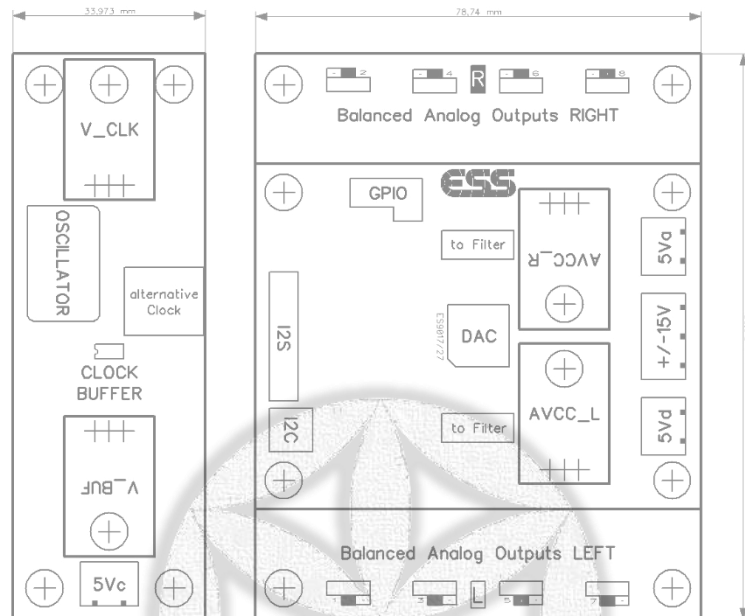 33,973 mm
78,74 mm
V_CLK
OSCILLATOR
alternative
Clock
CLOCK
BUFFER
V_BUF
5Vc
2
4
R
6
8
Balanced Analog Outputs RIGHT
GPIO
ESS
to Filter
AVCC_R
5Va
I2S
ES9817/27
DAC
+/-15V
I2C
to Filter
AVCC_L
5Vd
Balanced Analog Outputs LEFT
3
L
5
7